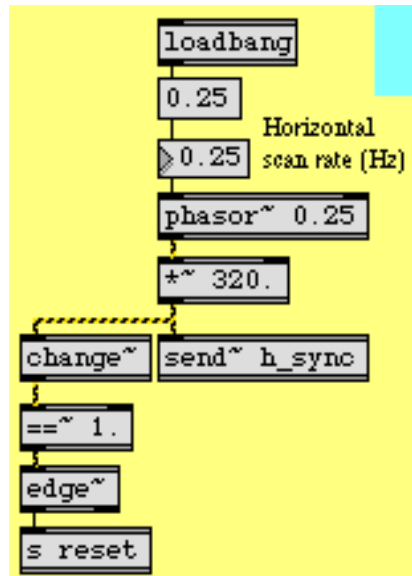 loadbang
0.25
Horizontal
0.25 scan rate (Hz)
phasor~ 0.25
*~ 320.
change~ send~ h_sync
==~ 1.
edge~
s reset